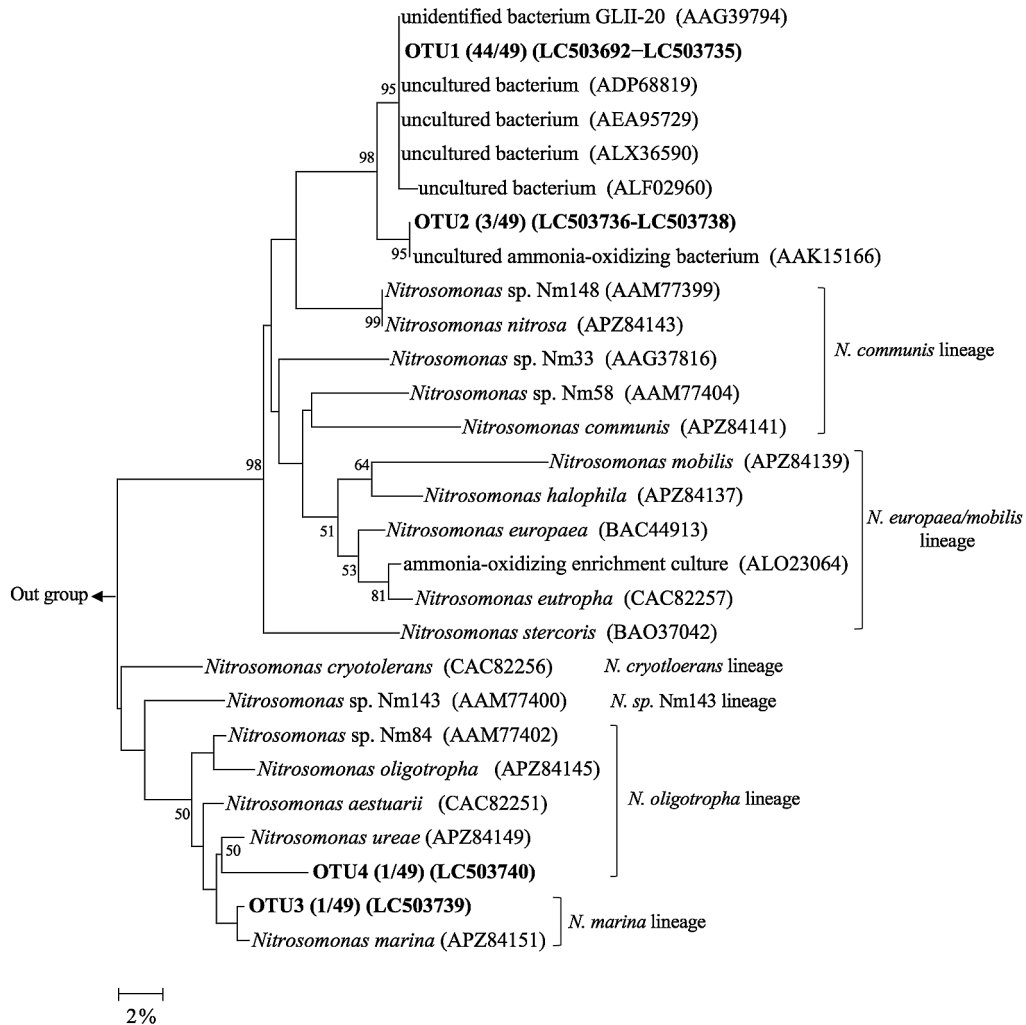 unidentified bacterium GLII-20 (AAG39794)
OTU1 (44/49) (LC503692−LC503735)
95
uncultured bacterium (ADP68819)
uncultured bacterium (AEA95729)
uncultured bacterium (ALX36590)
98
uncultured bacterium (ALF02960)
OTU2 (3/49) (LC503736-LC503738)
95
uncultured ammonia-oxidizing bacterium (AAK15166)
Nitrosomonas sp. Nm148 (AAM77399)
99
Nitrosomonas nitrosa (APZ84143)
N. communis lineage
Nitrosomonas sp. Nm33 (AAG37816)
Nitrosomonas sp. Nm58 (AAM77404)
Nitrosomonas communis (APZ84141)
98
64
Nitrosomonas mobilis (APZ84139)
Nitrosomonas halophila (APZ84137)
N. europaea/mobilis
lineage
51
Nitrosomonas europaea (BAC44913)
53
ammonia-oxidizing enrichment culture (ALO23064)
81
Nitrosomonas eutropha (CAC82257)
Out group
Nitrosomonas stercoris (BAO37042)
Nitrosomonas cryotolerans (CAC82256)
N. cryotloerans lineage
Nitrosomonas sp. Nm143 (AAM77400)
N. sp. Nm143 lineage
Nitrosomonas sp. Nm84 (AAM77402)
Nitrosomonas oligotropha (APZ84145)
N. oligotropha lineage
50
Nitrosomonas aestuarii (CAC82251)
Nitrosomonas ureae (APZ84149)
50
OTU4 (1/49) (LC503740)
OTU3 (1/49) (LC503739)
N. marina lineage
Nitrosomonas marina (APZ84151)
2%